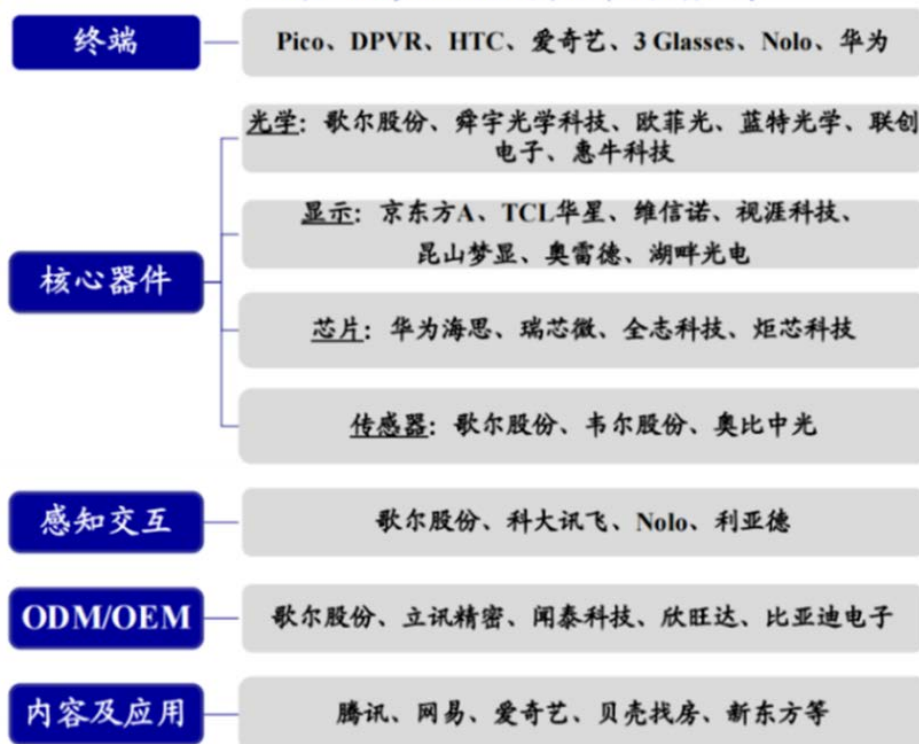 终端
Pico、DPVR、HTC、爱奇艺、3 Glasses、Nolo、华为
光学：歌尔股份、舜宇光学科技、欧菲光、蓝特光学、联创
电子、惠牛科技
显示：京东方A、TCL华星、维信诺、视涯科技、
昆山梦显、奥雷德、湖畔光电
核心器件
芯片：华为海思、瑞芯微、全志科技、炬芯科技
传感器：歌尔股份、韦尔股份、奥比中光
感知交互
歌尔股份、科大讯飞、Nolo、利亚德
ODM/OEM
歌尔股份、立讯精密、闻泰科技、欣旺达、比亚迪电子
内容及应用
腾讯、网易、爱奇艺、贝壳找房、新东方等